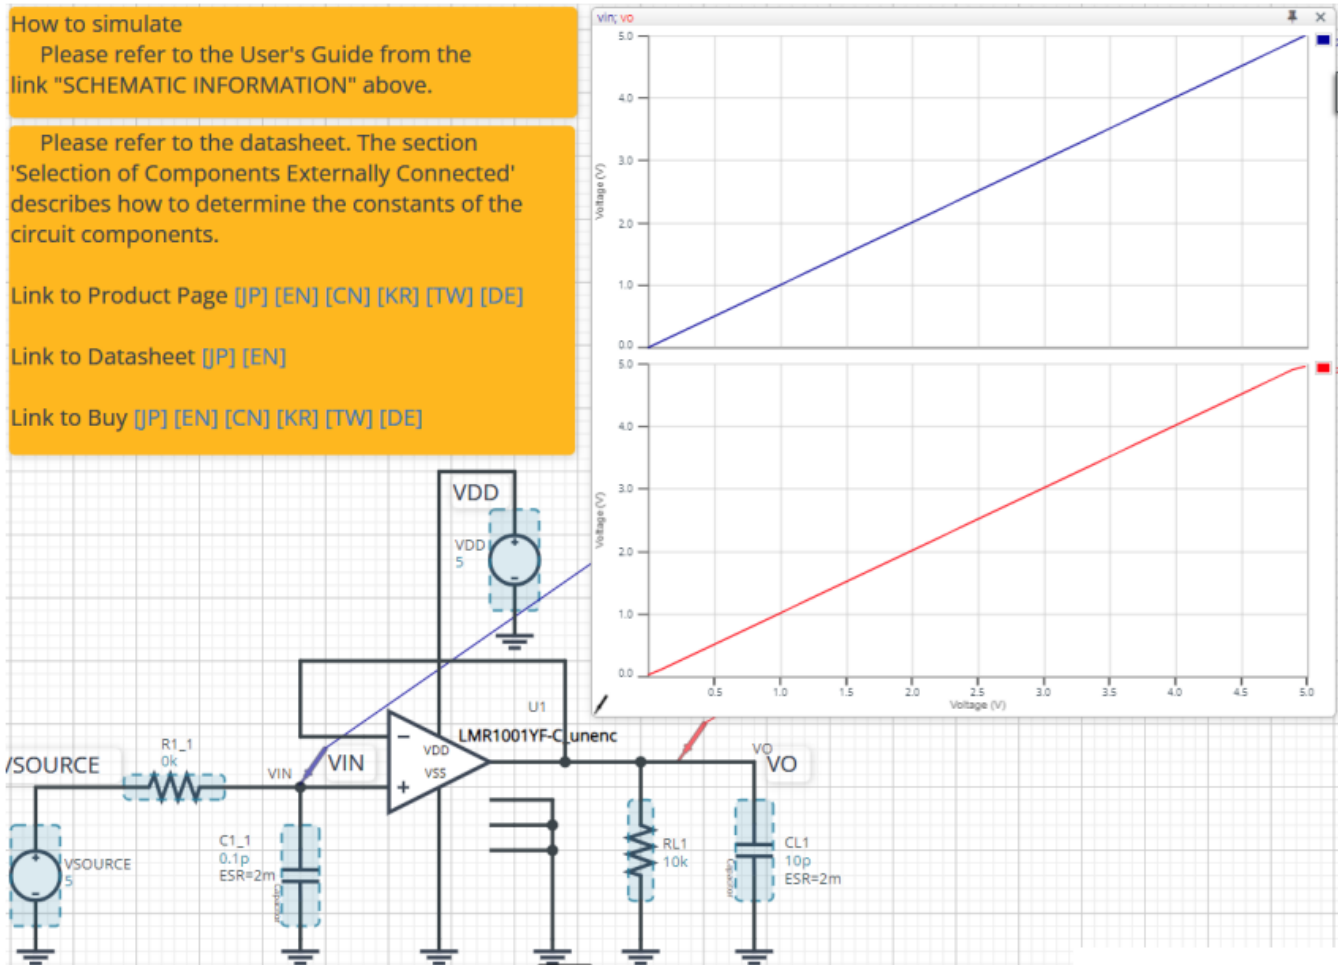 How to simulate
Please refer to the User's Guide from the
link "SCHEMATIC INFORMATION" above.
Please refer to the datasheet. The section
'Selection of Components Externally Connected'
describes how to determine the constants of the
circuit components.
Link to Product Page [JP] [EN] [CN] [KR] [TW] [DE]
Link to Datasheet [JP] [EN]
Link to Buy [JP] [EN] [CN] [KR] [TW] [DE]
vin; vo
5.0
4.0
3.0
2.0
1.0
0.0
Voltage (V)
5.0
4.0
3.0
2.0
1.0
0.0
Voltage (V)
0.5 1.0 1.5 2.0 2.5 3.0 3.5 4.0 4.5 5.0
Voltage (V)
VDD
VDD
5
U1
LMR1001YF-C_unenc
VDD
VSS
R1_1
0k
VSOURCE
VIN
VIN
VO
VO
VSOURCE
5
C1_1
0.1p
ESR=2m
Capacitor
RL1
10k
CL1
10p
ESR=2m
Capacitor